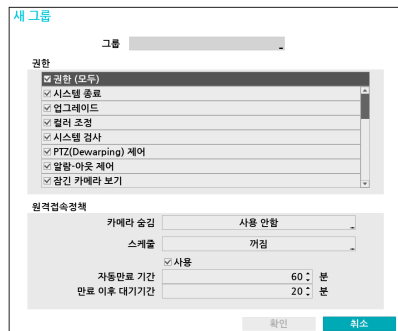 새 그룹
그룹
권한
권한 (모두)
시스템 종료
업그레이드
컬러 조정
시스템 검사
PTZ(Dewarping) 제어
알람-아웃 제어
잠긴 카메라 보기
원격접속정책
카메라 숨김 사용 안함
스케줄 꺼짐
사용
자동만료 기간 60 분
만료 이후 대기기간 20 분
확인 취소